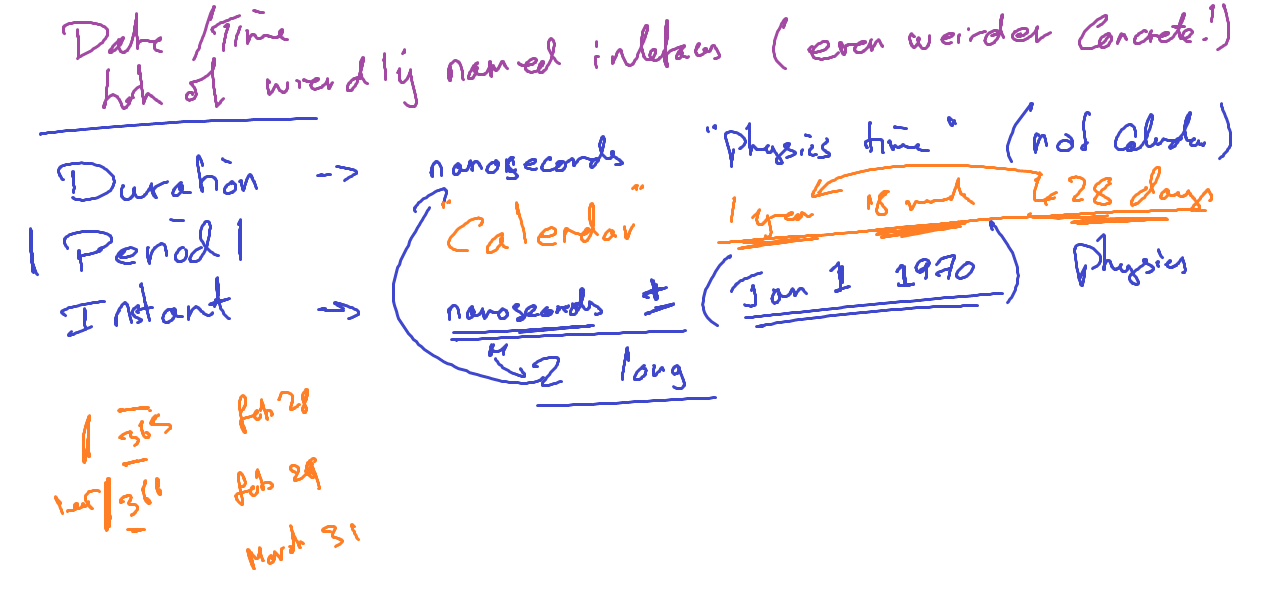 Date / Time
lots of weirdly named interfaces (even weirder Concrete!)
Duration -> nanoseconds "physics time" (not Calendar)
Period "Calendar" 1 year 18 month 28 days
Instant -> nanoseconds ± (Jan 1 1970) Physics
2 long
365 feb 28
leap 366 feb 29
March 31